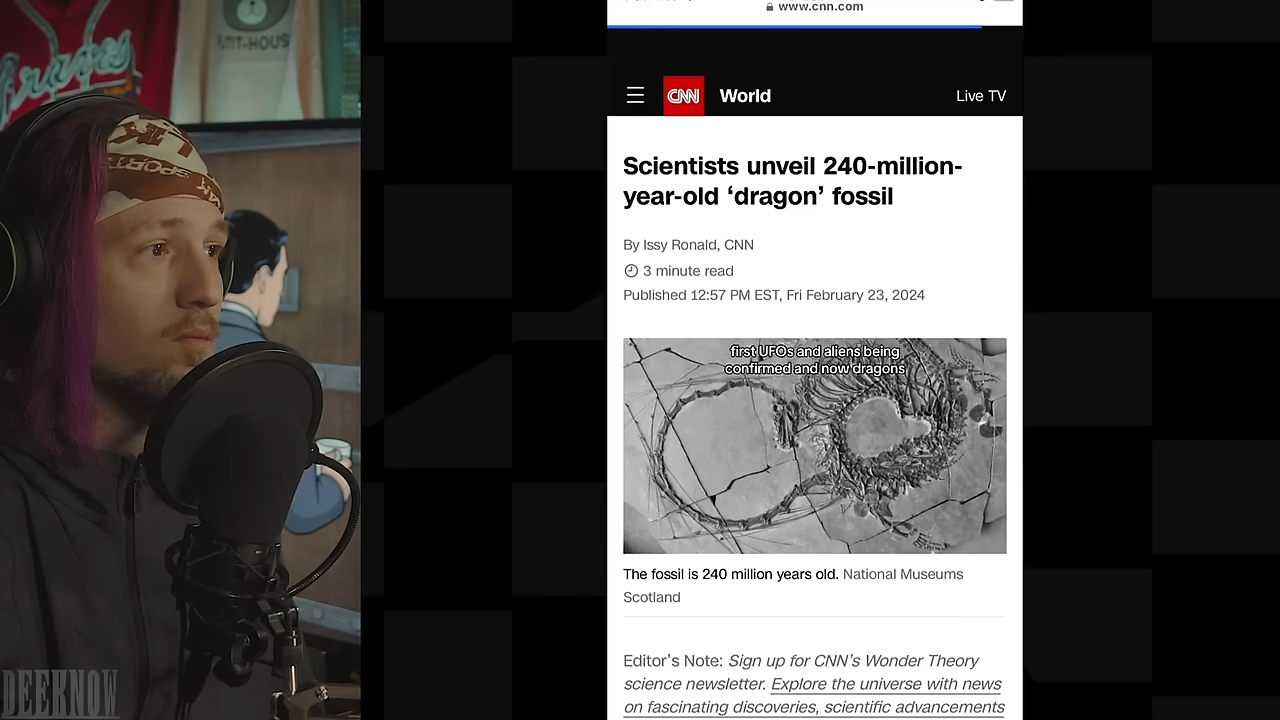 Braves
www.cnn.com
CNN
World
Live TV
Scientists unveil 240-million-
year-old ‘dragon’ fossil
By Issy Ronald, CNN
3 minute read
Published 12:57 PM EST, Fri February 23, 2024
first UFOs and aliens being
confirmed and now dragons
The fossil is 240 million years old. National Museums
Scotland
Editor’s Note: Sign up for CNN’s Wonder Theory
science newsletter. Explore the universe with news
on fascinating discoveries, scientific advancements
DEEKNOW